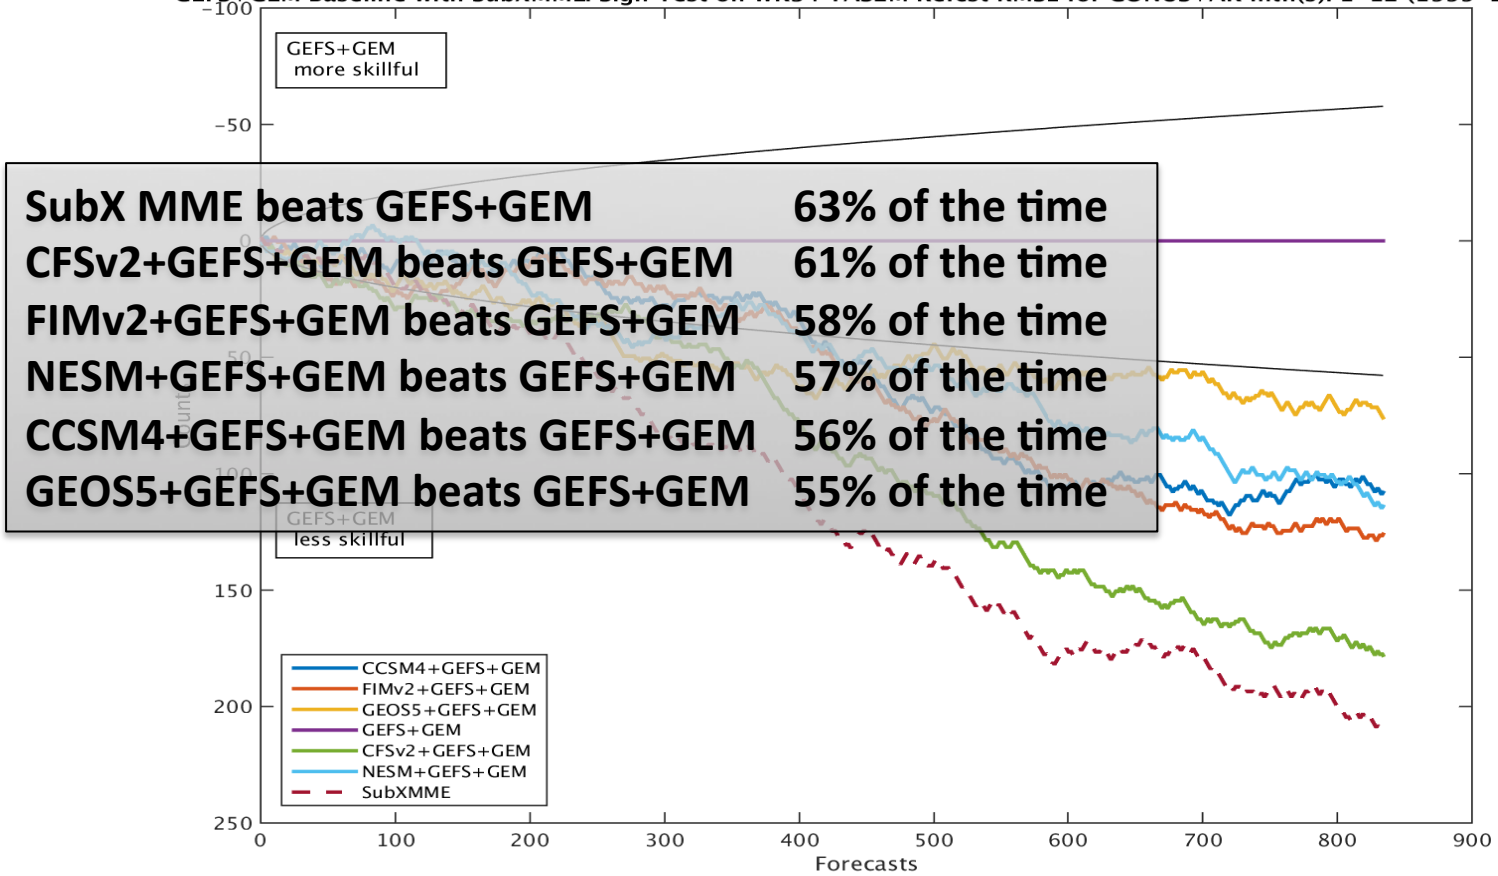 -100
GEFS+GEM
more skillful
-50
SubX MME beats GEFS+GEM 63% of the time
0
CFSv2+GEFS+GEM beats GEFS+GEM 61% of the time
FIMv2+GEFS+GEM beats GEFS+GEM 58% of the time
50
NESM+GEFS+GEM beats GEFS+GEM 57% of the time
Count
CCSM4+GEFS+GEM beats GEFS+GEM 56% of the time
100
GEOS5+GEFS+GEM beats GEFS+GEM 55% of the time
GEFS+GEM
less skillful
150
CCSM4+GEFS+GEM
FIMv2+GEFS+GEM
200
GEOS5+GEFS+GEM
GEFS+GEM
CFSv2+GEFS+GEM
NESM+GEFS+GEM
SubXMME
250
0 100 200 300 400 500 600 700 800 900
Forecasts